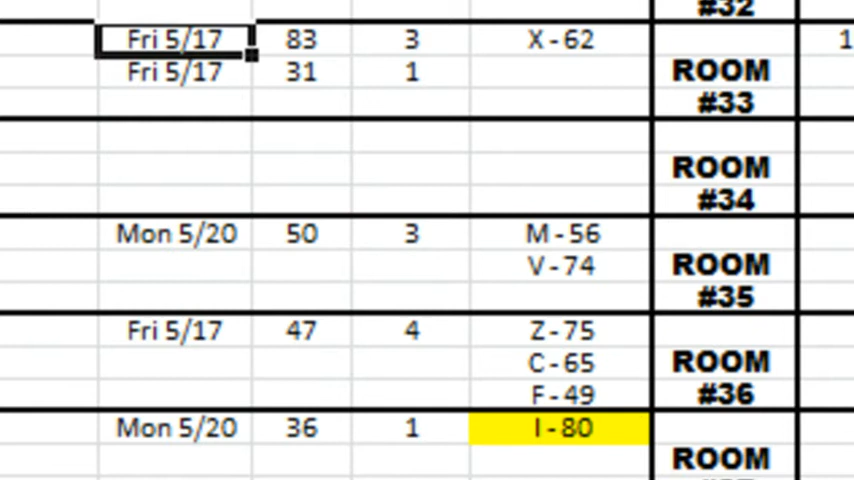 #32
Fri 5/17 83 3 X - 62 1
Fri 5/17 31 1 ROOM
#33
ROOM
#34
Mon 5/20 50 3 M - 56
V - 74 ROOM
#35
Fri 5/17 47 4 Z - 75
C - 65 ROOM
F - 49 #36
Mon 5/20 36 1 I - 80
ROOM